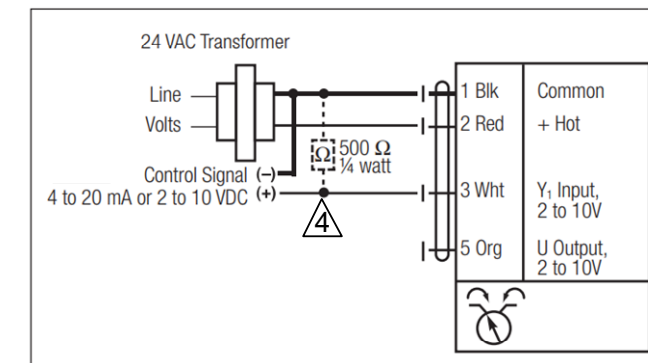 24 VAC Transformer
Line
Volts
1 Blk Common
2 Red + Hot
Ω 500 Ω
¼ watt
Control Signal (–)
4 to 20 mA or 2 to 10 VDC (+)
3 Wht Y₁ Input,
2 to 10V
4
5 Org U Output,
2 to 10V